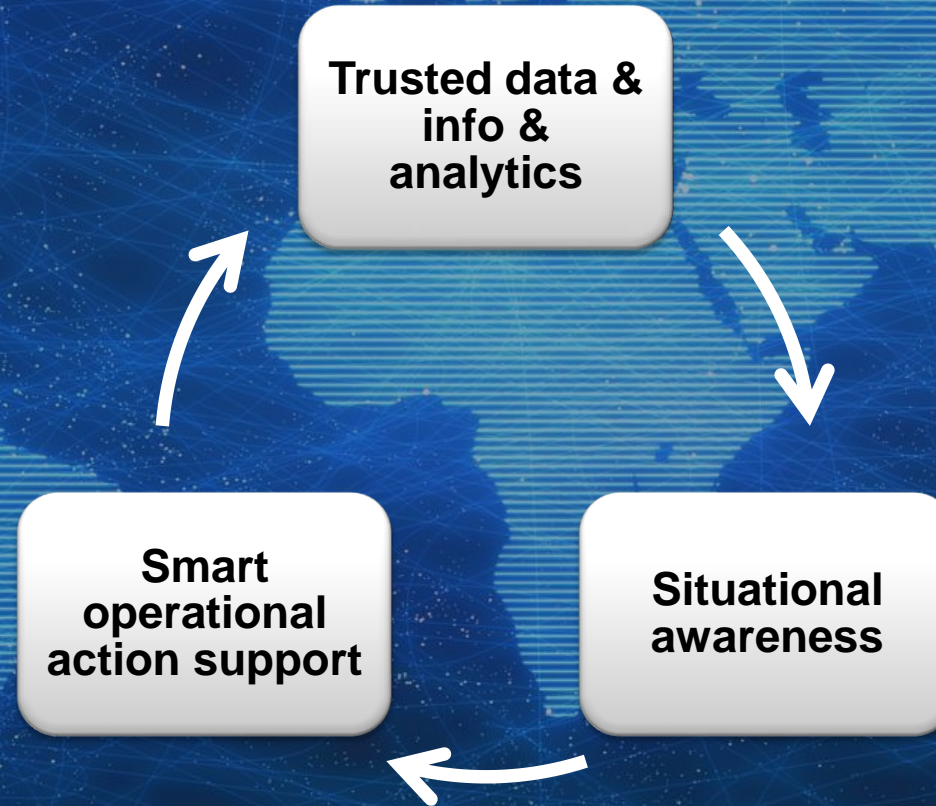 Trusted data &
info &
analytics
Smart
operational
action support
Situational
awareness